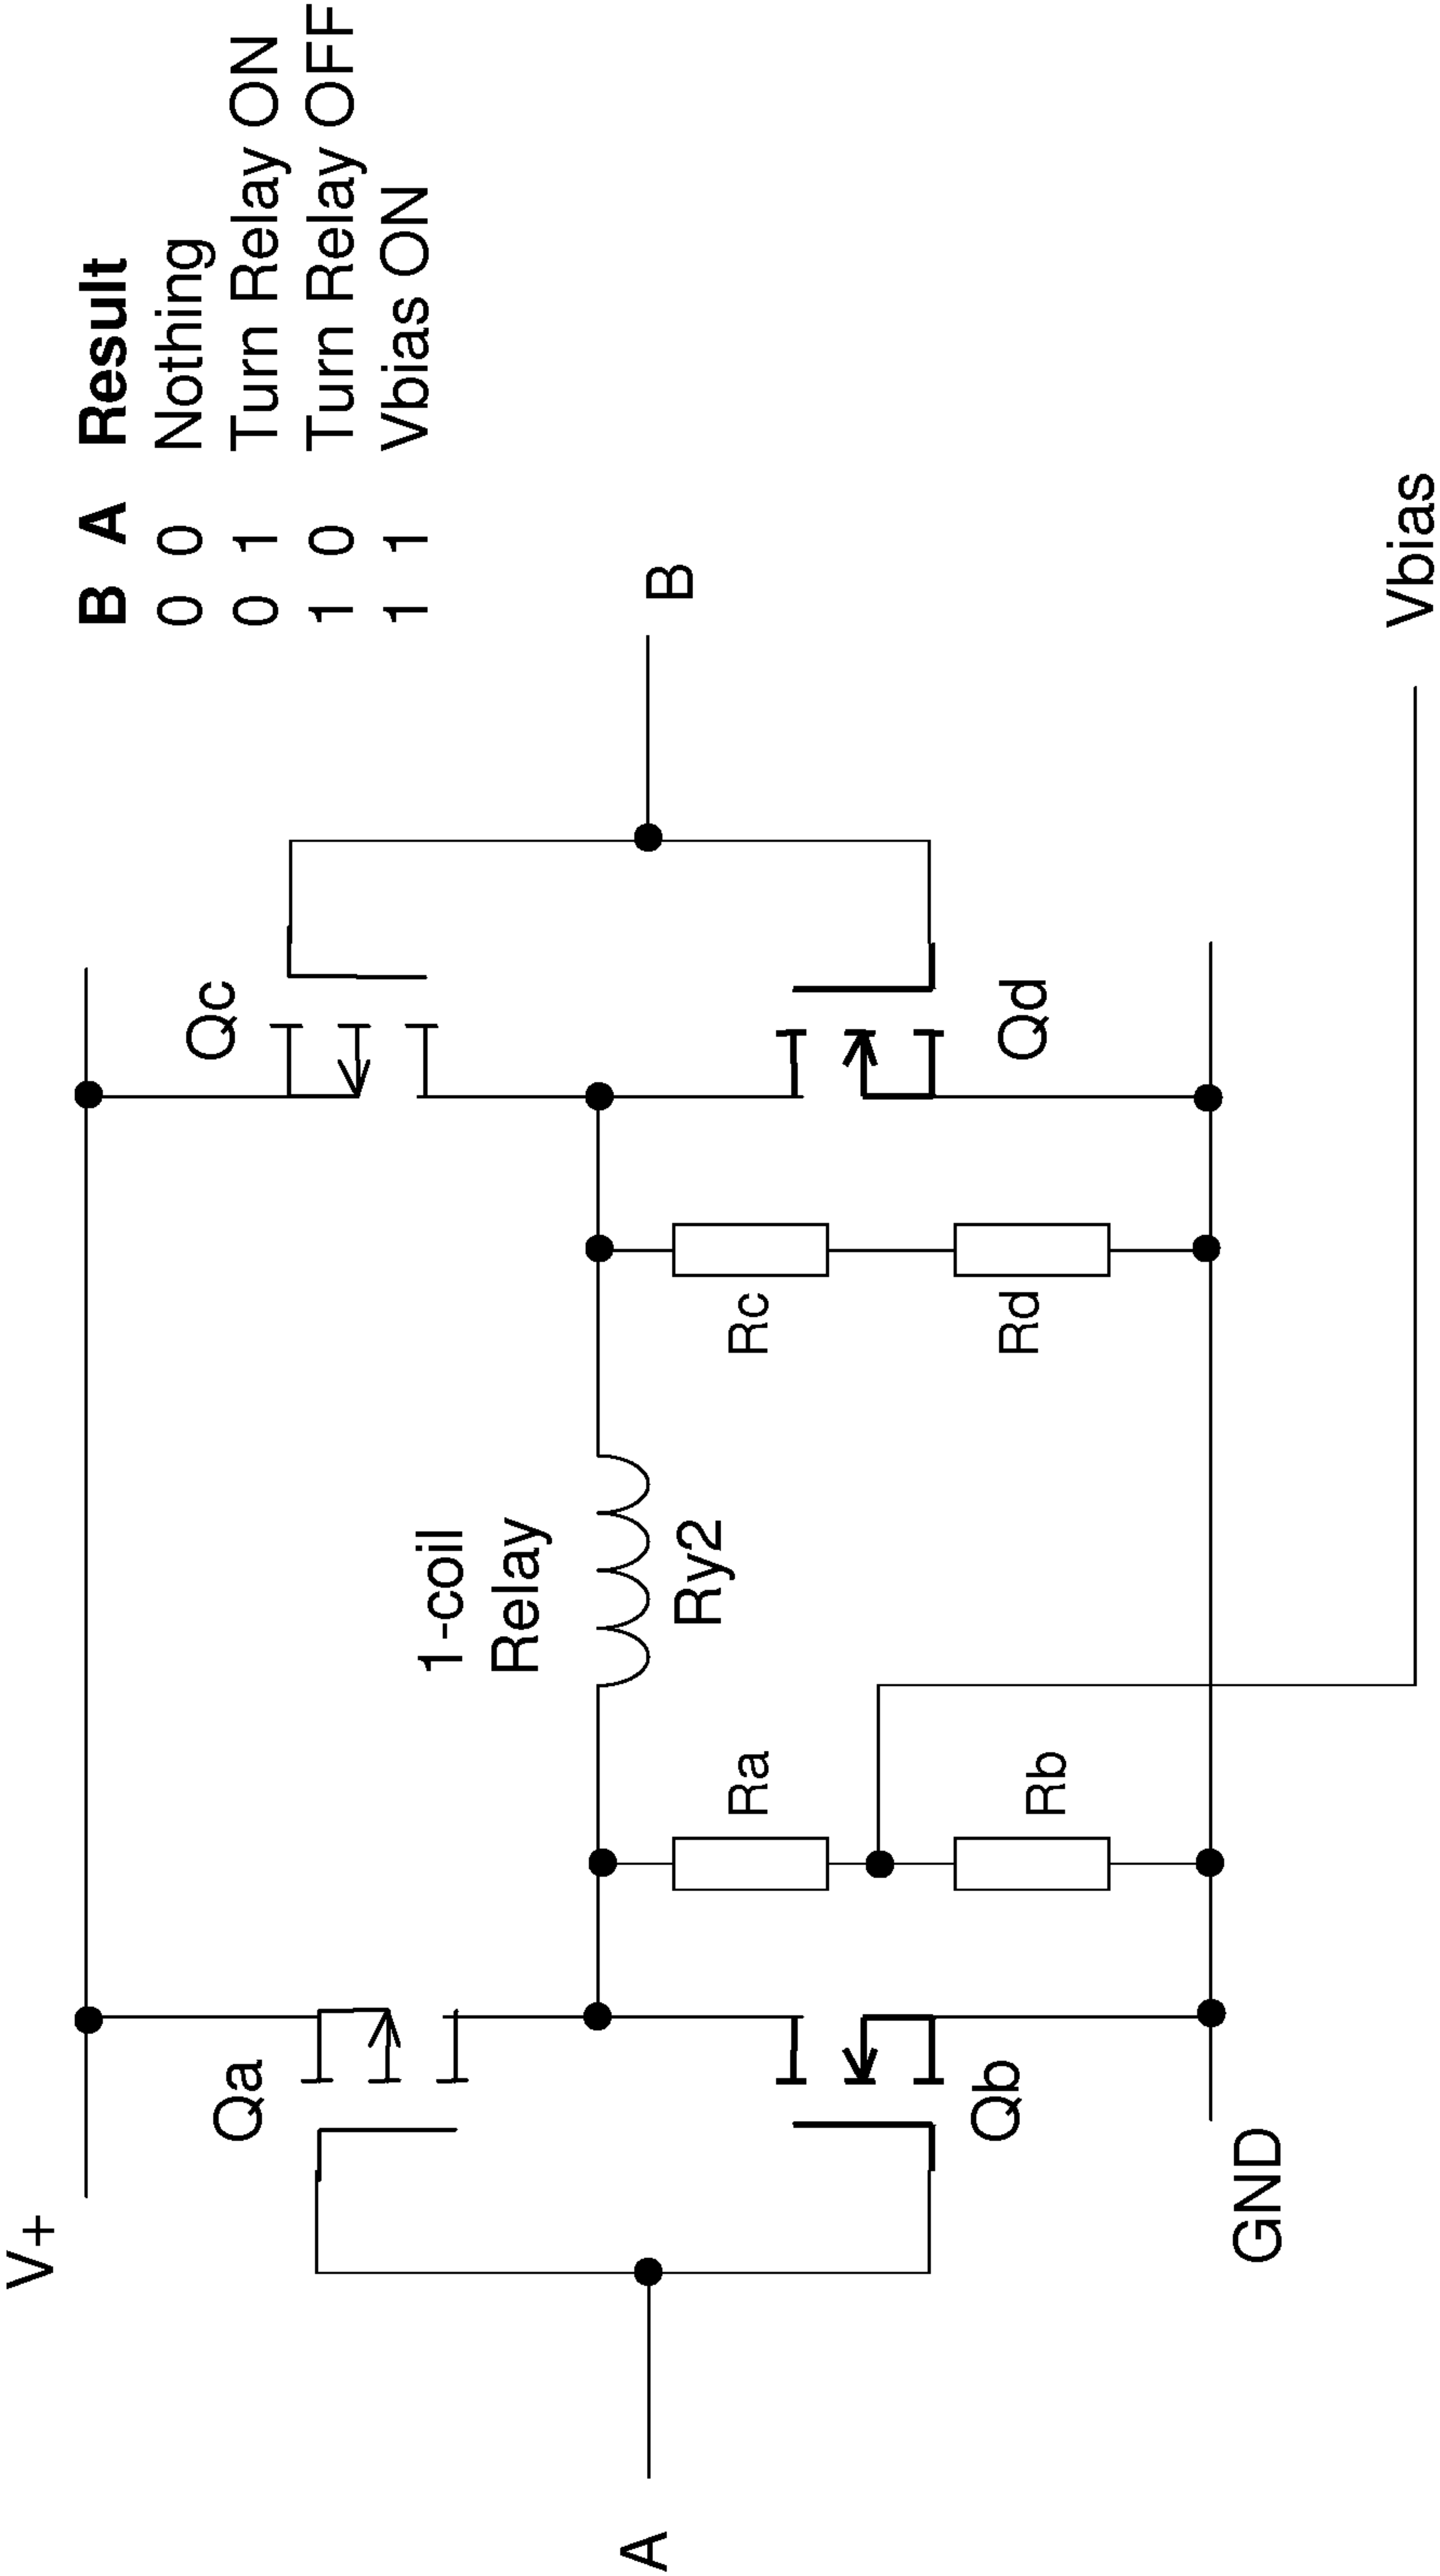 V+
B A Result
0 0 Nothing
0 1 Turn Relay ON
1 0 Turn Relay OFF
1 1 Vbias ON
Qa
Qc
1-coil
Relay
A
B
Ry2
Ra
Rc
Qb
Rb
Rd
Qd
GND
Vbias